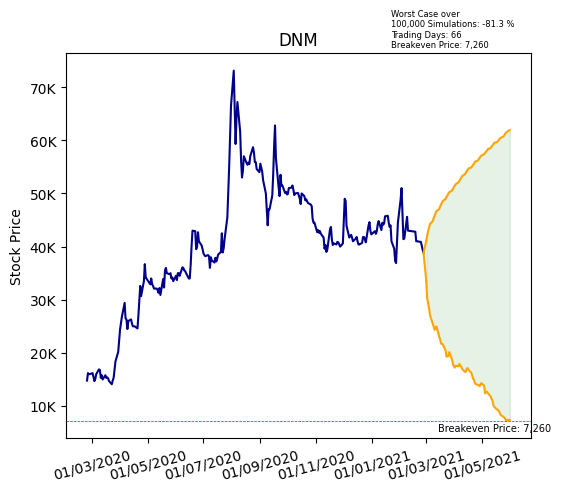 Worst Case over
100,000 Simulations: -81.3 %
Trading Days: 66
Breakeven Price: 7,260
DNM
Stock Price
70K
60K
50K
40K
30K
20K
10K
Breakeven Price: 7,260
01/03/2020
01/05/2020
01/07/2020
01/09/2020
01/11/2020
01/01/2021
01/03/2021
01/05/2021